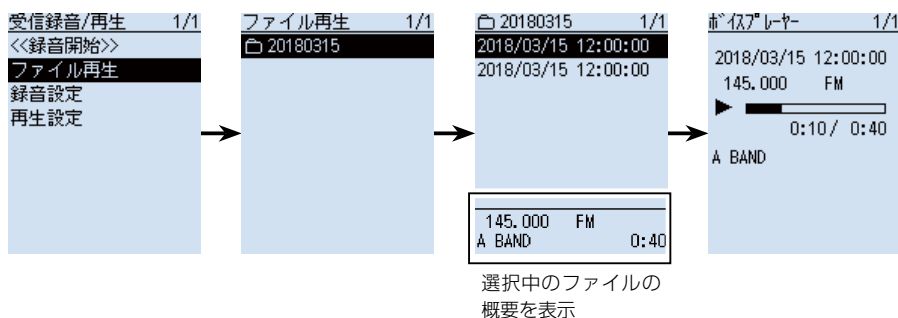 受信録音/再生 1/1
<<録音開始>>
ファイル再生
録音設定
再生設定
ファイル再生 1/1
20180315
20180315 1/1
2018/03/15 12:00:00
2018/03/15 12:00:00
145.000 FM
A BAND 0:40
選択中のファイルの
概要を表示
ﾎﾞｲｽﾌﾟﾚｰﾔｰ 1/1
2018/03/15 12:00:00
145.000 FM
0:10/ 0:40
A BAND